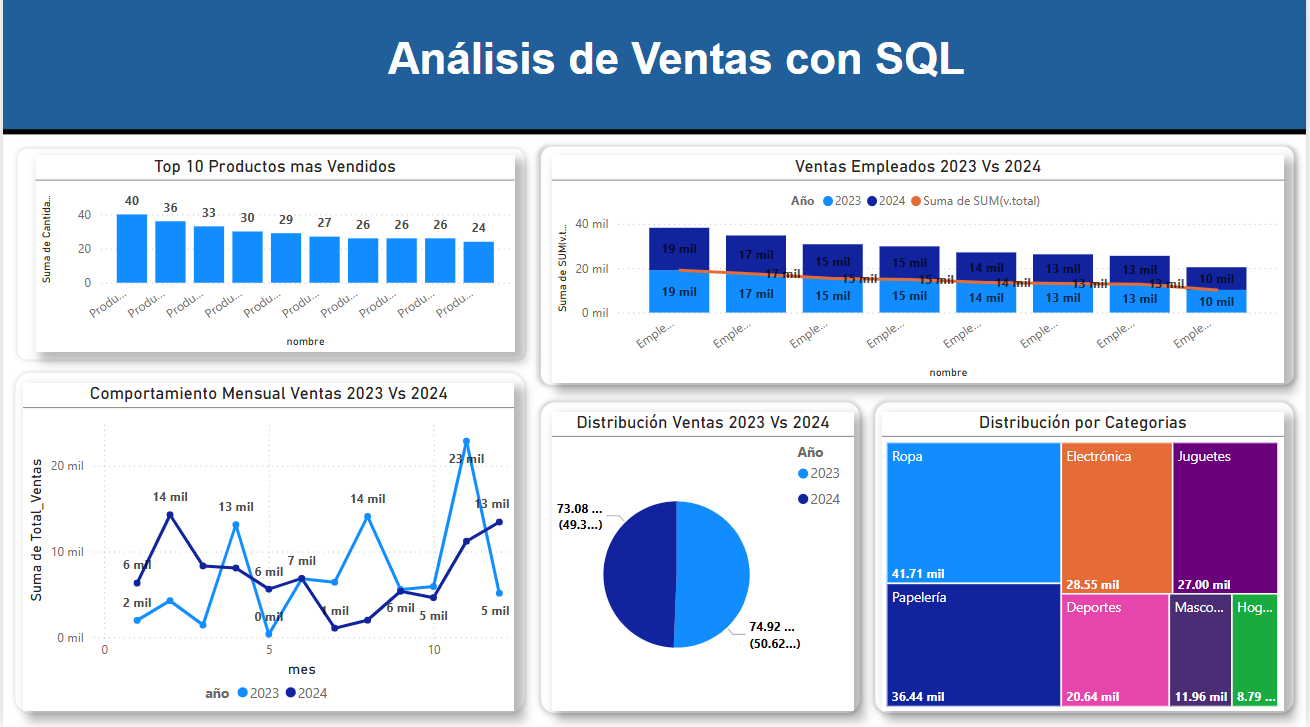 Análisis de Ventas con SQL
Top 10 Productos mas Vendidos
Suma de Cantida...
40
20
0
40
36
33
30
29
27
26
26
26
24
Produ...
Produ...
Produ...
Produ...
Produ...
Produ...
Produ...
Produ...
Produ...
Produ...
nombre
Ventas Empleados 2023 Vs 2024
Año 2023 2024 Suma de SUM(v.total)
Suma de SUM(v.t...
40 mil
20 mil
0 mil
19 mil
17 mil
15 mil
15 mil
14 mil
13 mil
13 mil
10 mil
17 mil
15 mil
15 mil
14 mil
13 mil
13 mil
19 mil
17 mil
15 mil
15 mil
14 mil
13 mil
13 mil
10 mil
Emple...
Emple...
Emple...
Emple...
Emple...
Emple...
Emple...
Emple...
nombre
Comportamiento Mensual Ventas 2023 Vs 2024
Suma de Total_Ventas
20 mil
10 mil
0 mil
6 mil
2 mil
14 mil
13 mil
6 mil
0 mil
7 mil
1 mil
14 mil
6 mil
5 mil
23 mil
13 mil
5 mil
0
5
10
mes
año 2023 2024
Distribución Ventas 2023 Vs 2024
Año
2023
2024
73.08 ...
(49.3...)
74.92 ...
(50.62...)
Distribución por Categorias
Ropa
41.71 mil
Papelería
36.44 mil
Electrónica
28.55 mil
Juguetes
27.00 mil
Deportes
20.64 mil
Masco...
11.96 mil
Hog...
8.79 ...